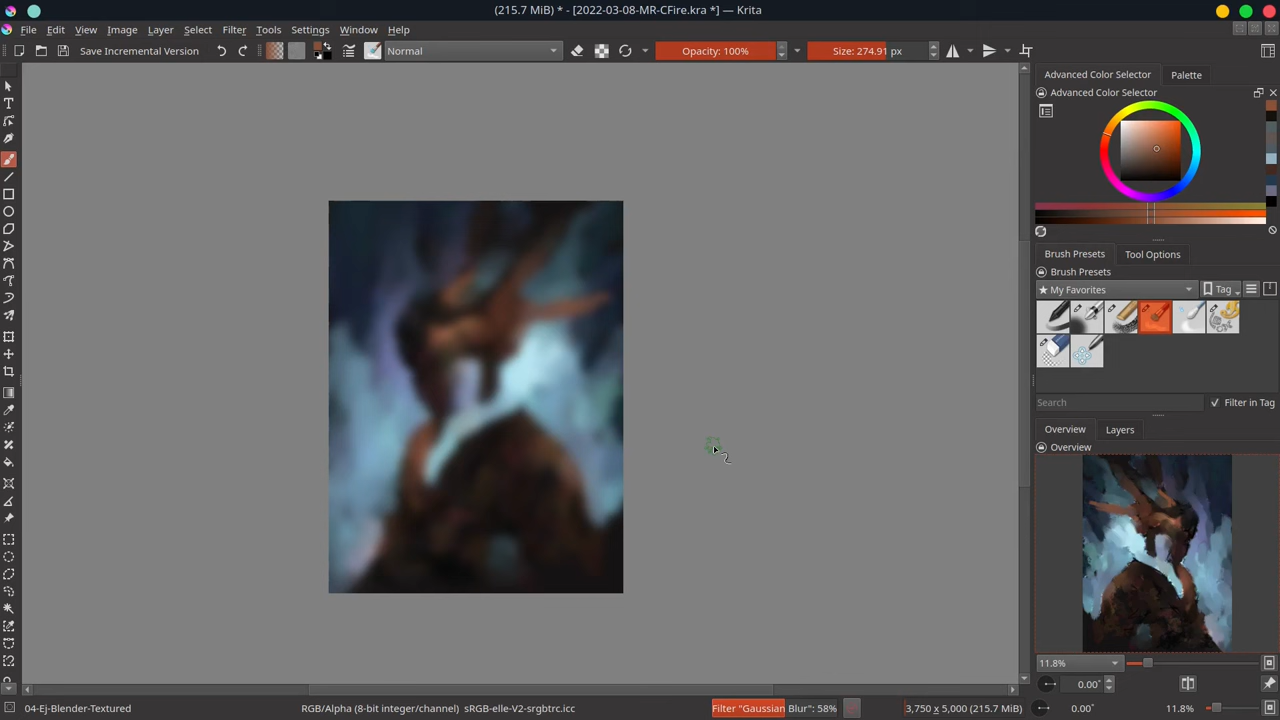 (215.7 MiB) * - [2022-03-08-MR-CFire.kra *] — Krita
File Edit View Image Layer Select Filter Tools Settings Window Help
Save Incremental Version Normal Opacity: 100% Size: 274.91 px
Advanced Color Selector Palette
Advanced Color Selector
Brush Presets Tool Options
Brush Presets
★ My Favorites Tag
Search Filter in Tag
Overview Layers
Overview
11.8%
0.00°
04-Ej-Blender-Textured RGB/Alpha (8-bit integer/channel) sRGB-elle-V2-srgbtrc.icc Filter "Gaussian Blur": 58% 3,750 x 5,000 (215.7 MiB) 0.00° 11.8%